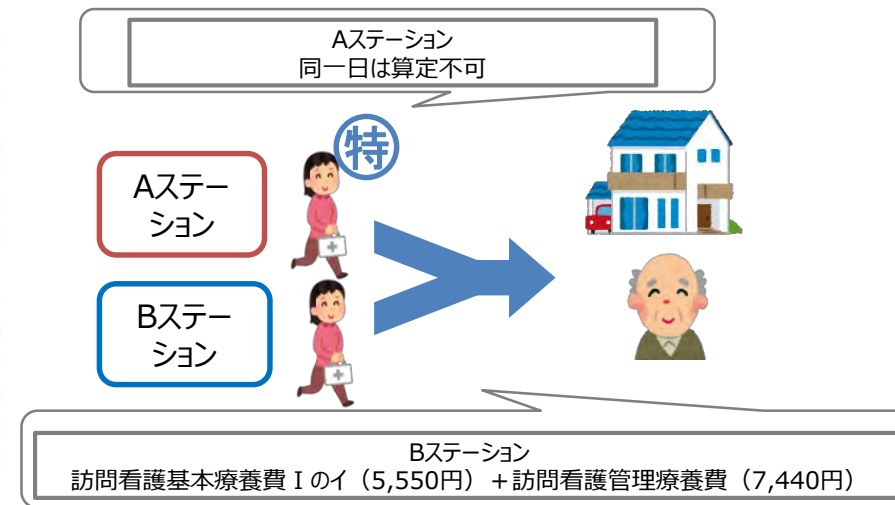 Aステーション
同一日は算定不可
特
Aステー
ション
Bステー
ション
Bステーション
訪問看護基本療養費Ⅰのイ（5,550円）＋訪問看護管理療養費（7,440円）